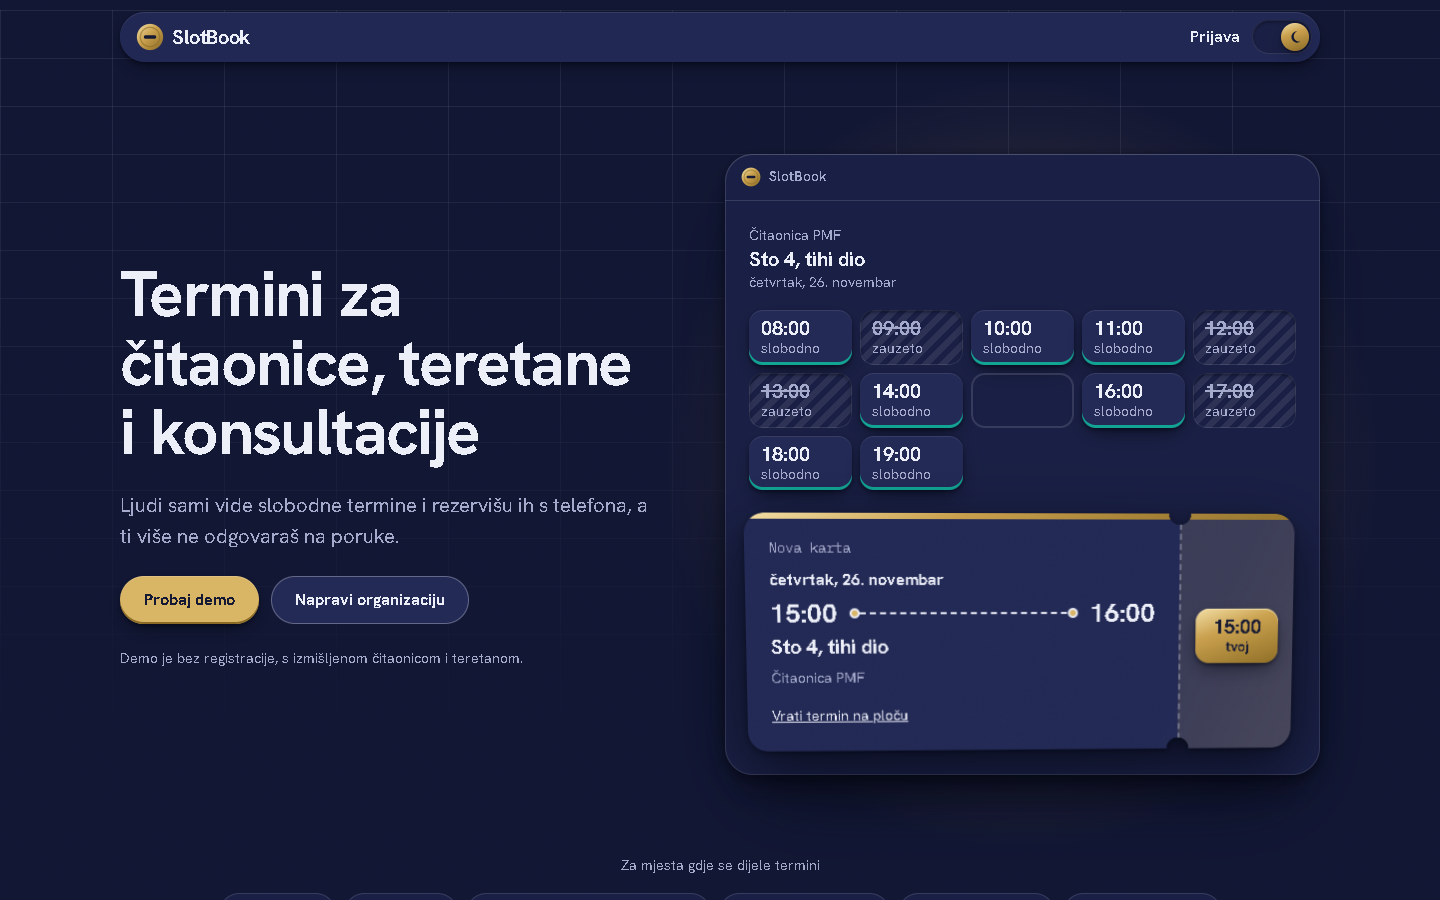 SlotBook
Prijava
Termini za
čitaonice, teretane
i konsultacije
Ljudi sami vide slobodne termine i rezervišu ih s telefona, a
ti više ne odgovaraš na poruke.
Probaj demo
Napravi organizaciju
Demo je bez registracije, s izmišljenom čitaonicom i teretanom.
SlotBook
Čitaonica PMF
Sto 4, tihi dio
četvrtak, 26. novembar
08:00 09:00 10:00 11:00 12:00
slobodno zauzeto slobodno slobodno zauzeto
13:00 14:00 16:00 17:00
zauzeto slobodno slobodno zauzeto
18:00 19:00
slobodno slobodno
Nova karta
četvrtak, 26. novembar
15:00 16:00
Sto 4, tihi dio
Čitaonica PMF
Vrati termin na ploču
15:00
tvoj
Za mjesta gdje se dijele termini